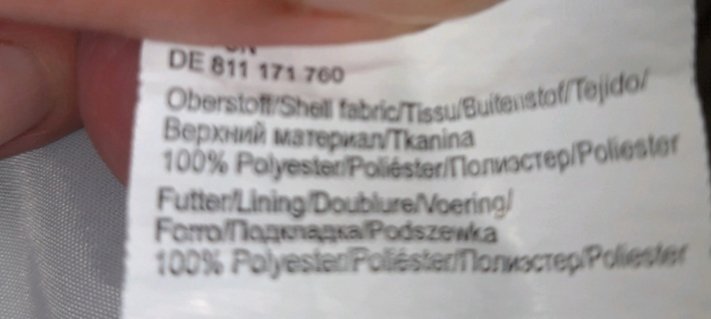 DE 811 171 760
Oberstoff/Shell fabric/Tissu/Buitenstof/Tejido/
Верхний материал/Tkanina
100% Polyester/Poliéster/Полиэстер/Poliester
Futter/Lining/Doublure/Voering/
Forro/Подкладка/Podszewka
100% Polyester/Poliéster/Полиэстер/Poliester